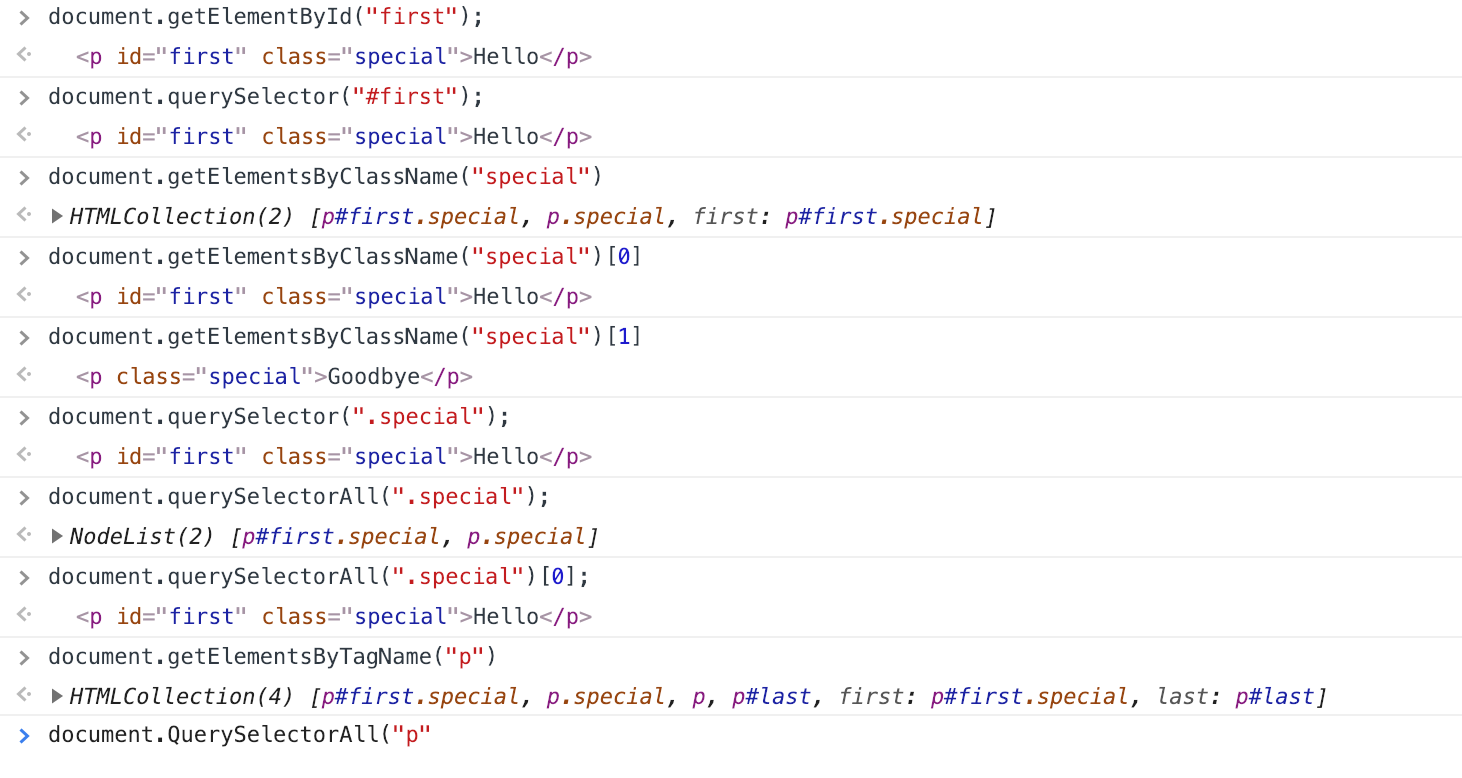 > document.getElementById("first");
<· <p id="first" class="special">Hello</p>
> document.querySelector("#first");
<· <p id="first" class="special">Hello</p>
> document.getElementsByClassName("special")
<· ▶HTMLCollection(2) [p#first.special, p.special, first: p#first.special]
> document.getElementsByClassName("special")[0]
<· <p id="first" class="special">Hello</p>
> document.getElementsByClassName("special")[1]
<· <p class="special">Goodbye</p>
> document.querySelector(".special");
<· <p id="first" class="special">Hello</p>
> document.querySelectorAll(".special");
<· ▶NodeList(2) [p#first.special, p.special]
> document.querySelectorAll(".special")[0];
<· <p id="first" class="special">Hello</p>
> document.getElementsByTagName("p")
<· ▶HTMLCollection(4) [p#first.special, p.special, p, p#last, first: p#first.special, last: p#last]
> document.QuerySelectorAll("p"